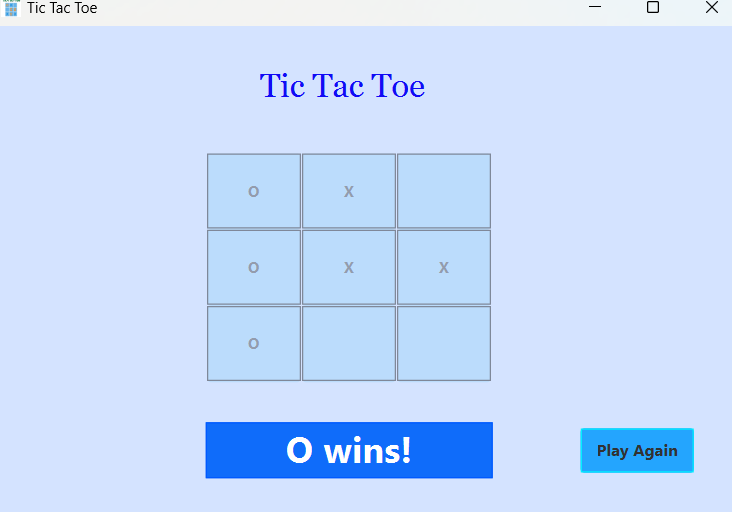 Tic Tac Toe
Tic Tac Toe
O X
O X X
O
O wins!
Play Again